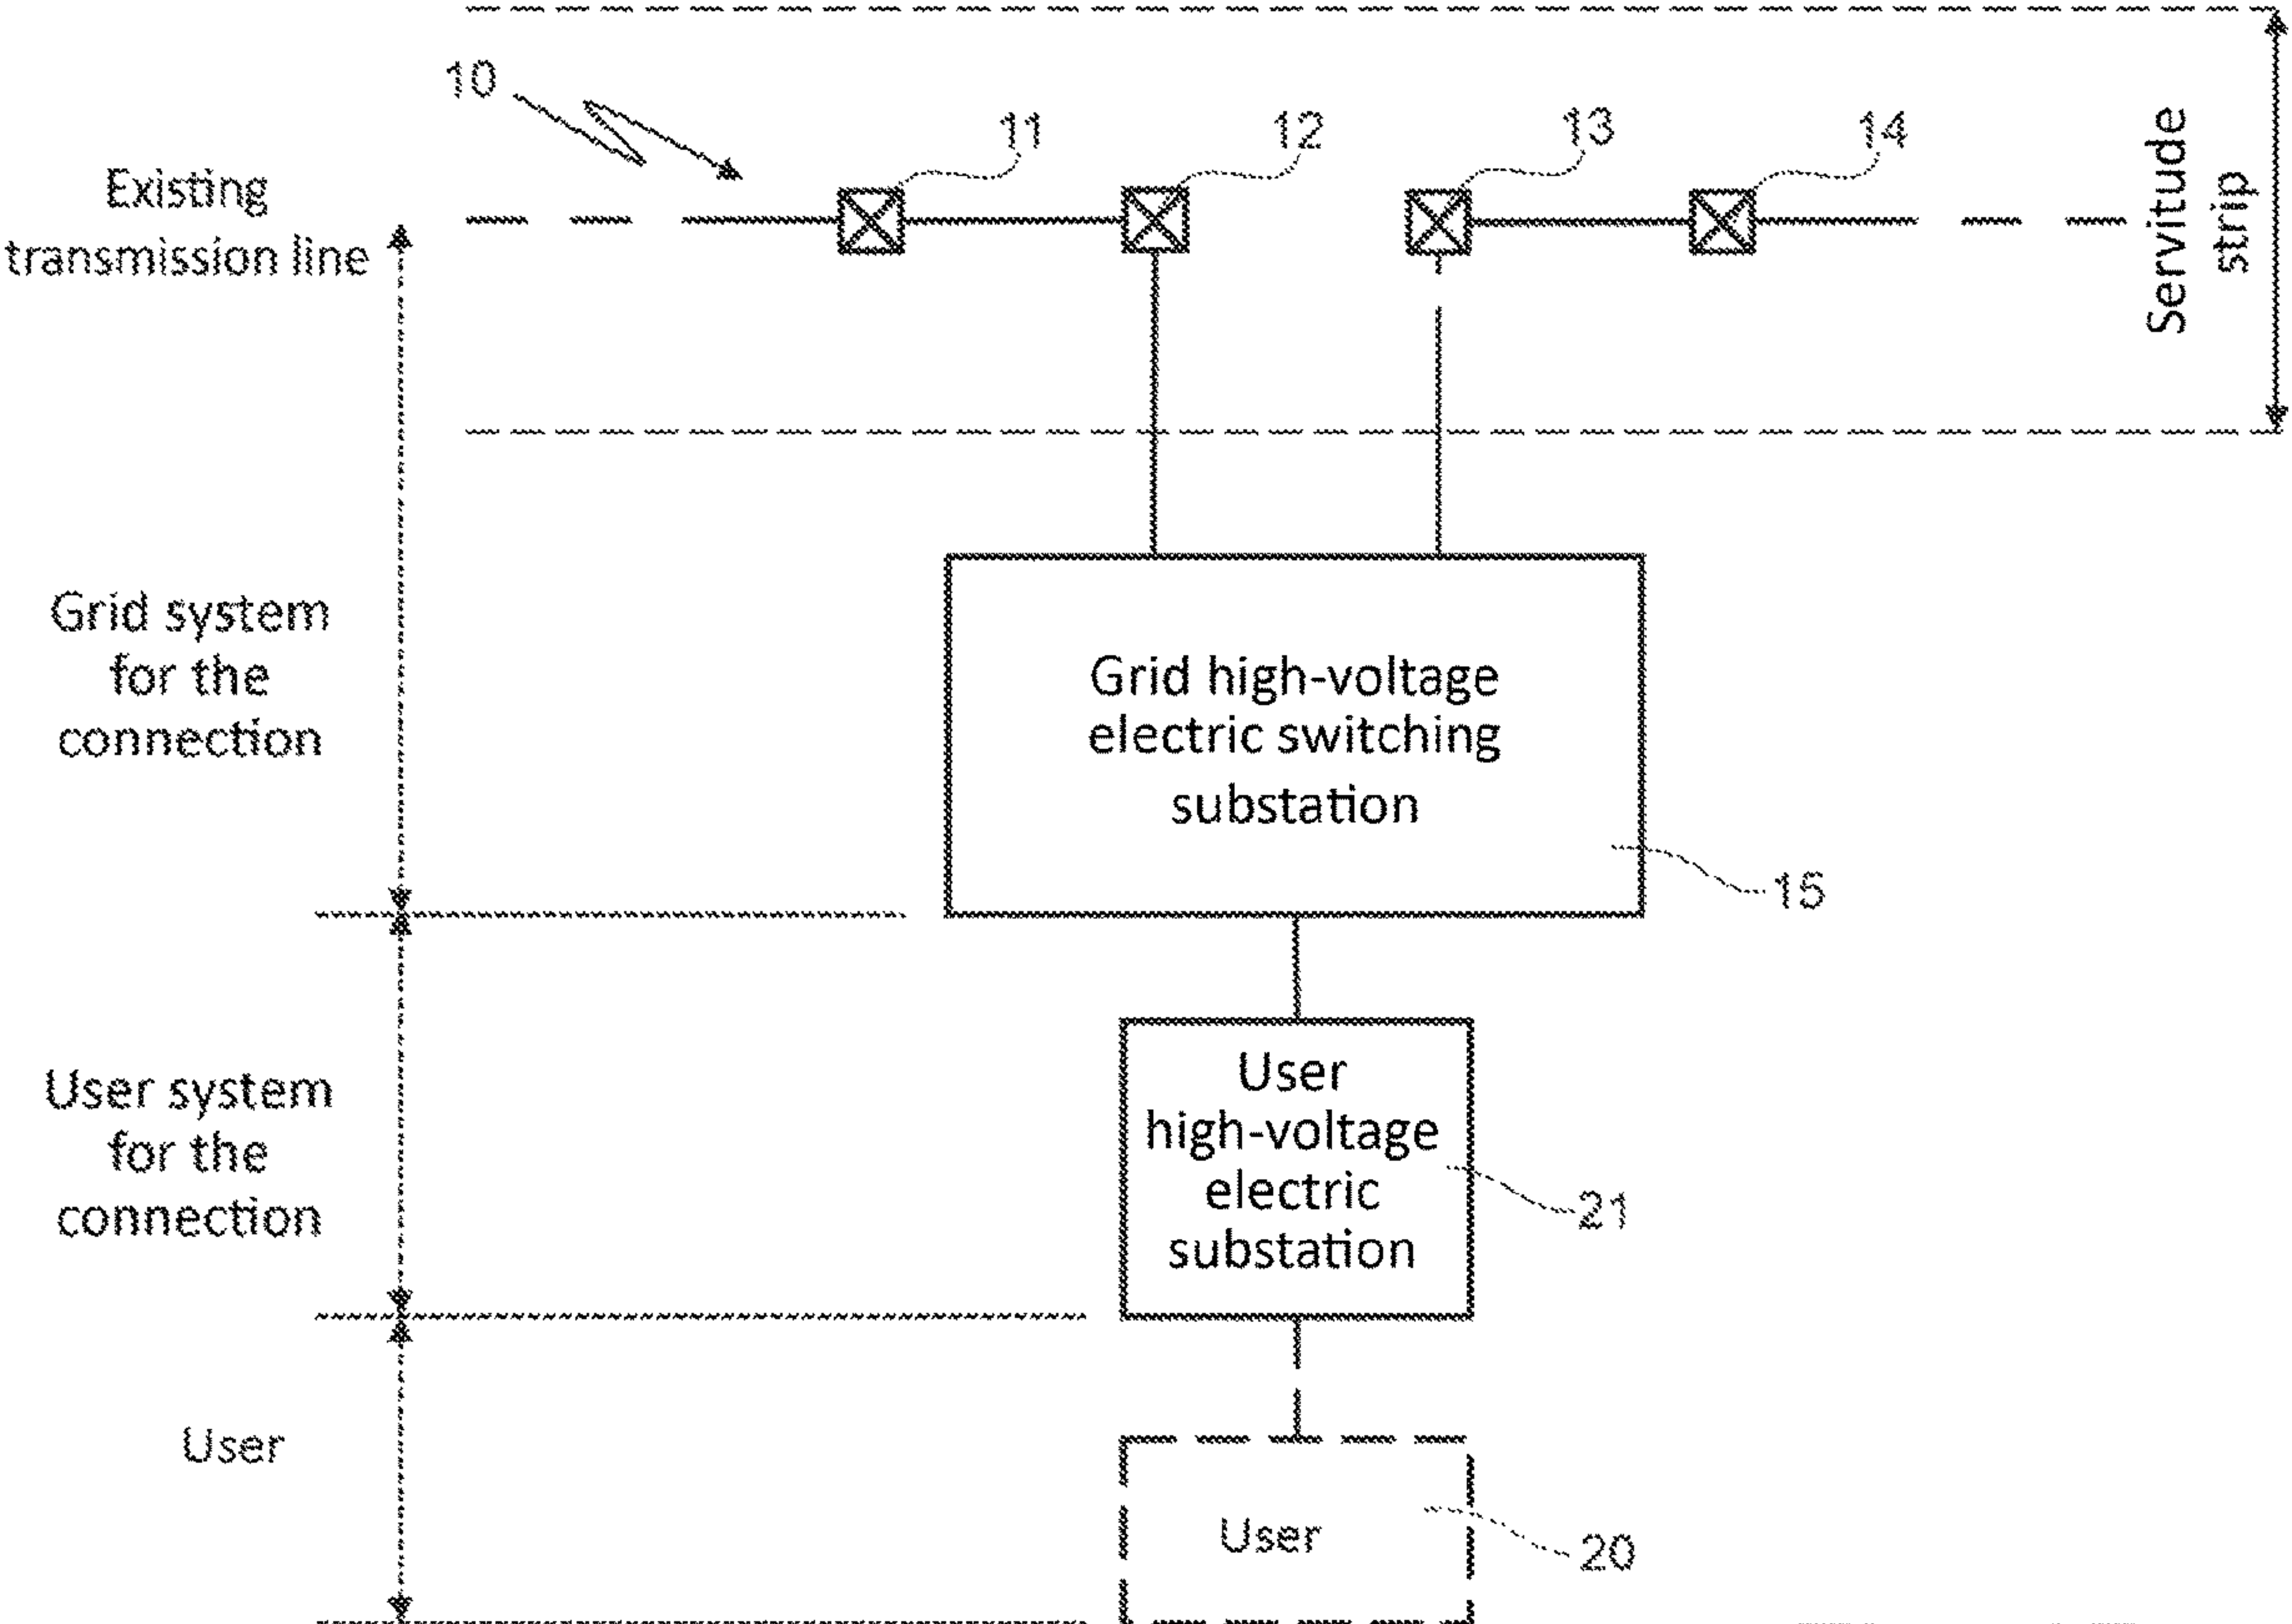 10
11
12
13
14
Existing
transmission line
Servitude
strip
Grid system
for the
connection
Grid high-voltage
electric switching
substation
15
User system
for the
connection
User
high-voltage
electric
substation
21
User
User
20